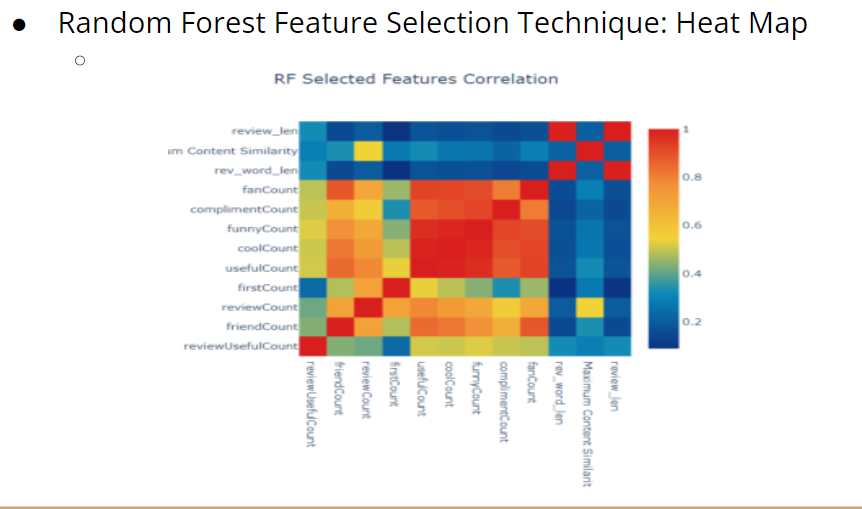 Random Forest Feature Selection Technique: Heat Map
RF Selected Features Correlation
review_len
ım Content Similarity
rev_word_len
fanCount
complimentCount
funnyCount
coolCount
usefulCount
firstCount
reviewCount
friendCount
reviewUsefulCount
1
0.8
0.6
0.4
0.2
reviewUsefulCount
friendCount
reviewCount
firstCount
usefulCount
coolCount
funnyCount
complimentCount
fanCount
rev_word_len
Maximum Content Similarit
review_len